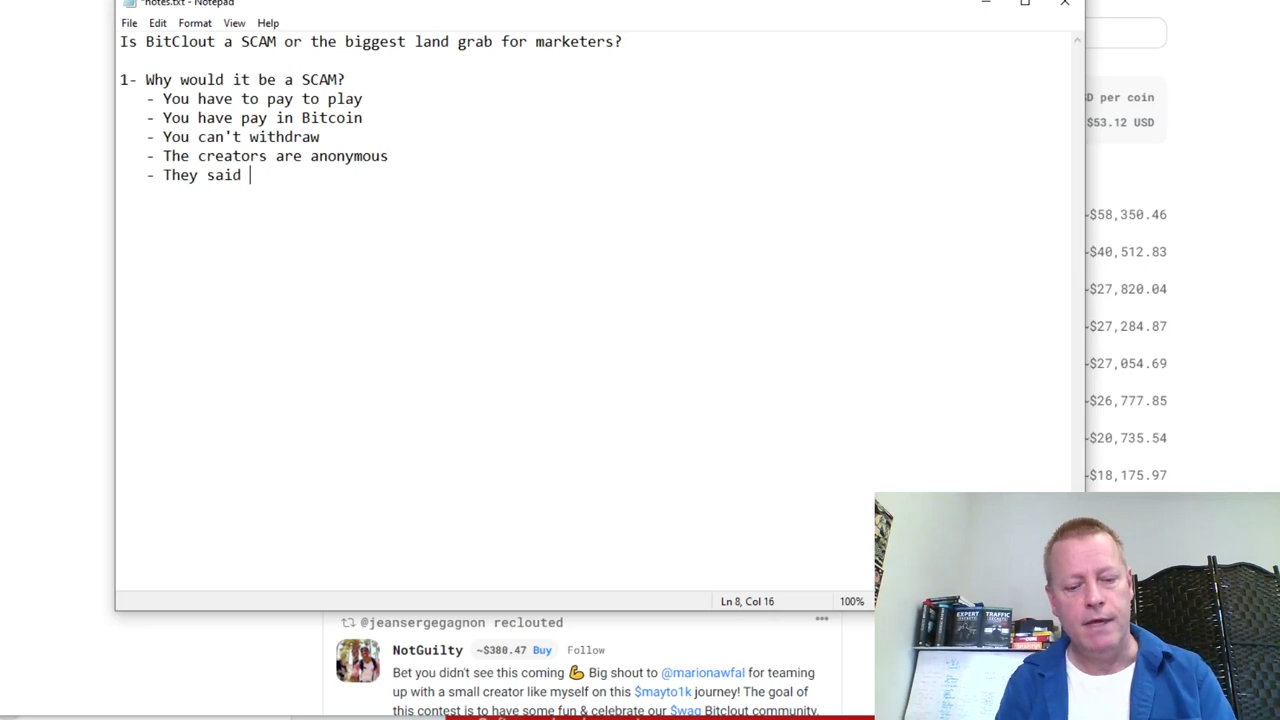 *notes.txt - Notepad
File Edit Format View Help
Is BitClout a SCAM or the biggest land grab for marketers?
1- Why would it be a SCAM?
- You have to pay to play
- You have pay in Bitcoin
- You can't withdraw
- The creators are anonymous
- They said
Ln 8, Col 16 100%
per coin
$53.12 USD
~$58,350.46
~$40,512.83
~$27,820.04
~$27,284.87
~$27,054.69
~$26,777.85
~$20,735.54
~$18,175.97
@jeansergegagnon reclouted
NotGuilty ~$380.47 Buy Follow
Bet you didn't see this coming 💪 Big shout to @marionawfal for teaming
up with a small creator like myself on this $mayto1k journey! The goal
of this contest is to have some fun & celebrate our $wag Bitclout community.
EXPERT
SECRETS
TRAFFIC
SECRETS